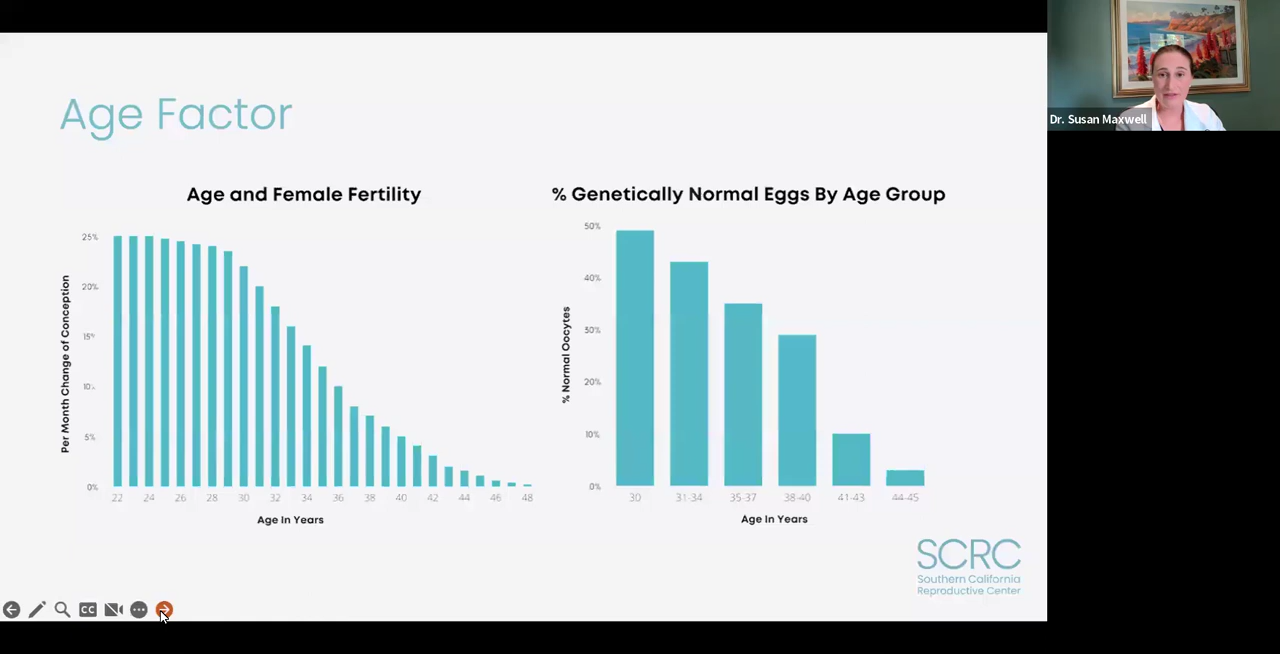 Age Factor
Age and Female Fertility
Per Month Change of Conception
25%
20%
15%
10%
5%
0%
22 24 26 28 30 32 34 36 38 40 42 44 46 48
Age In Years
% Genetically Normal Eggs By Age Group
% Normal Oocytes
50%
40%
50%
20%
10%
0%
30 31-34 35-37 38-40 41-43 44-45
Age In Years
SCRC
Southern California
Reproductive Center
CC
Dr. Susan Maxwell